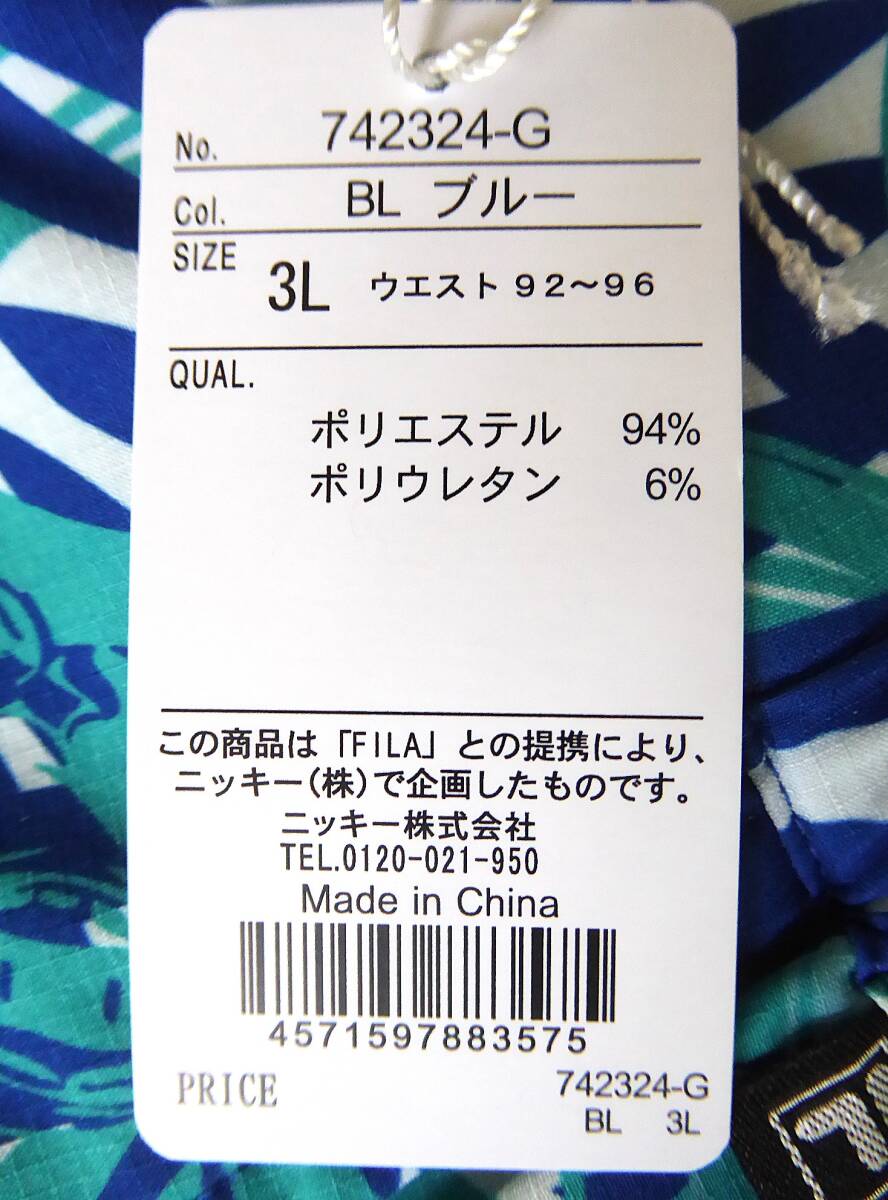 No. 742324-G
Col. BL ブルー
SIZE 3L ウエスト 92～96
QUAL.
ポリエステル 94%
ポリウレタン 6%
この商品は「FILA」との提携により、
ニッキー(株)で企画したものです。
ニッキー株式会社
TEL.0120-021-950
Made in China
4571597883575
PRICE 742324-G
BL 3L